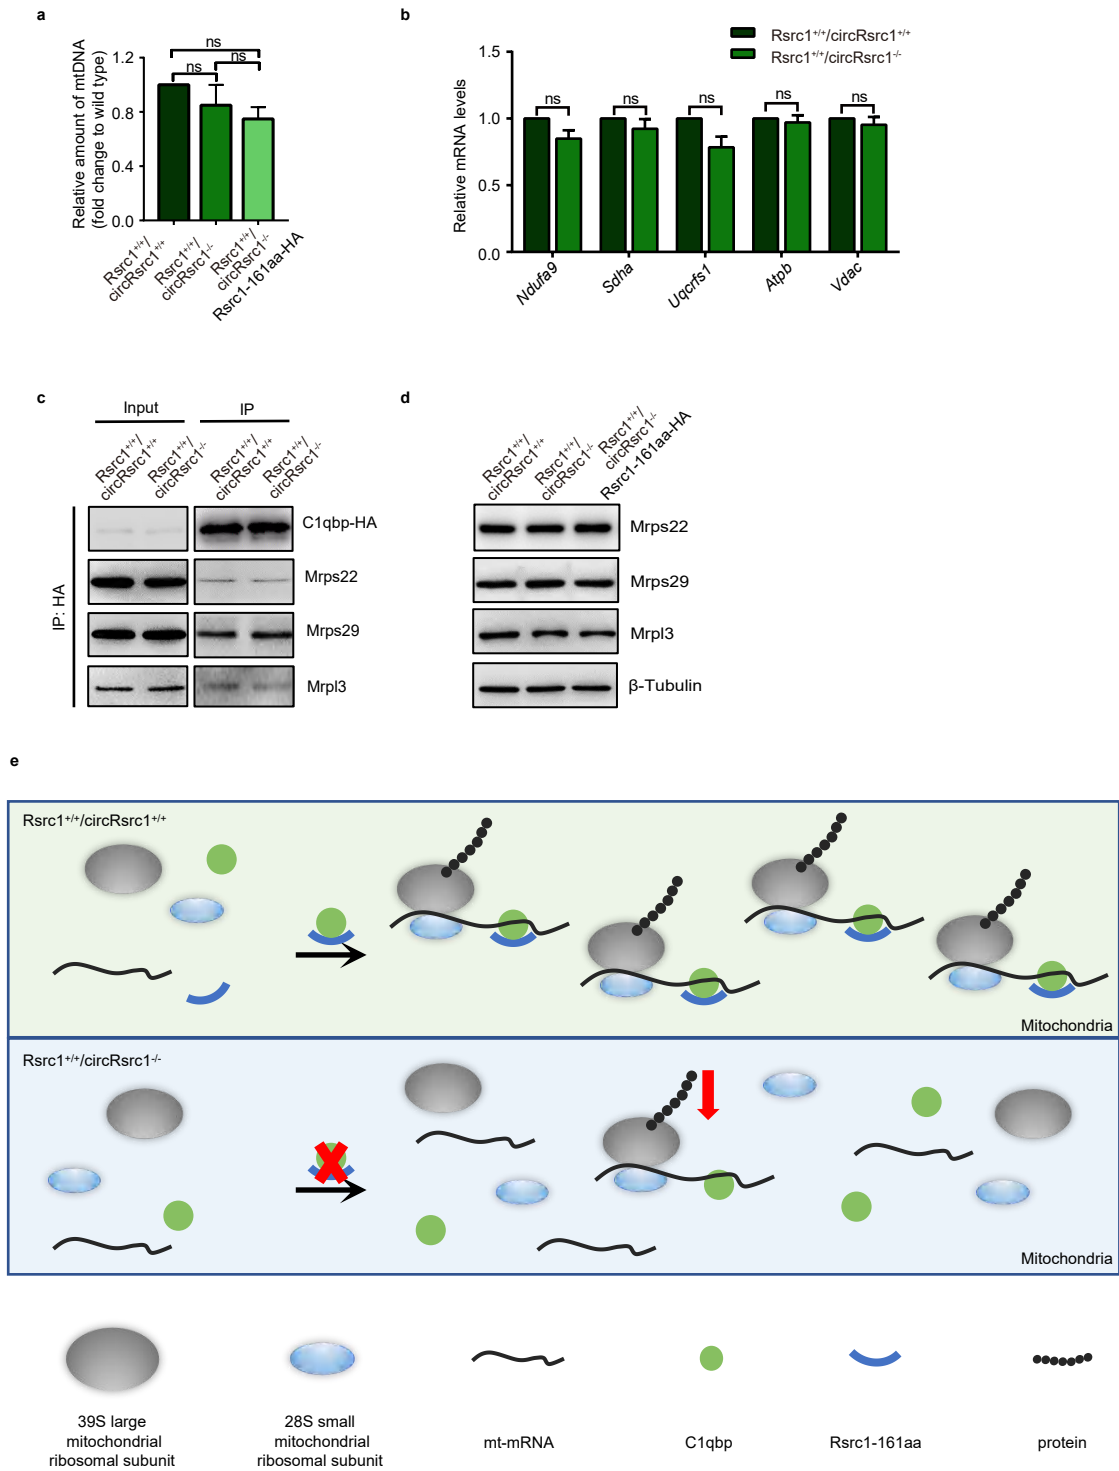 a
Relative amount of mtDNA
(fold change to wild type)
1.2
0.8
0.4
0.0
ns
ns
ns
Rsrc1+/+/
circRsrc1+/+
Rsrc1+/+/
circRsrc1-/-
Rsrc1+/+/
circRsrc1-/-
Rsrc1-161aa-HA
b
Rsrc1+/+/circRsrc1+/+
Rsrc1+/+/circRsrc1-/-
Relative mRNA levels
1.5
1.0
0.5
0.0
ns
ns
ns
ns
ns
Ndufa9
Sdha
Uqcrfs1
Atpb
Vdac
c
Input
IP
Rsrc1+/+/
circRsrc1+/+
Rsrc1+/+/
circRsrc1-/-
Rsrc1+/+/
circRsrc1+/+
Rsrc1+/+/
circRsrc1-/-
IP: HA
C1qbp-HA
Mrps22
Mrps29
Mrpl3
d
Rsrc1+/+/
circRsrc1+/+
Rsrc1+/+/
circRsrc1-/-
Rsrc1+/+/
circRsrc1-/-
Rsrc1-161aa-HA
Mrps22
Mrps29
Mrpl3
β-Tubulin
e
Rsrc1+/+/circRsrc1+/+
Mitochondria
Rsrc1+/+/circRsrc1-/-
Mitochondria
39S large
mitochondrial
ribosomal subunit
28S small
mitochondrial
ribosomal subunit
mt-mRNA
C1qbp
Rsrc1-161aa
protein